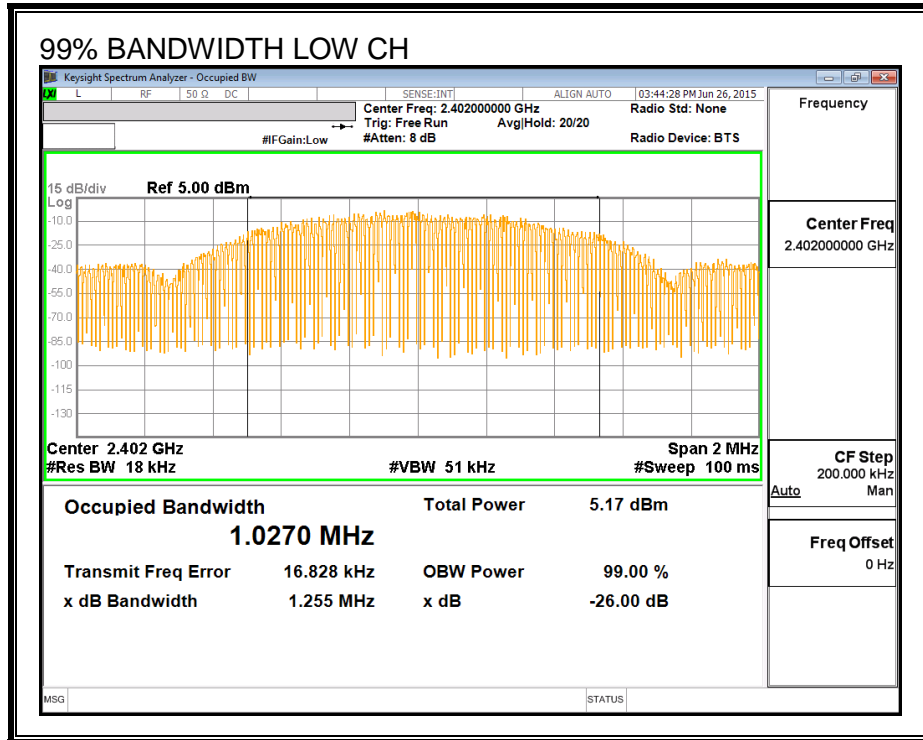 99% BANDWIDTH LOW CH
Keysight Spectrum Analyzer - Occupied BW
LXI L RF 50 Ω DC SENSE:INT ALIGN AUTO 03:44:28 PM Jun 26, 2015
Center Freq: 2.402000000 GHz Radio Std: None
Trig: Free Run Avg|Hold: 20/20
#IFGain:Low #Atten: 8 dB Radio Device: BTS
15 dB/div Ref 5.00 dBm
Log
-10.0
-25.0
-40.0
-55.0
-70.0
-85.0
-100
-115
-130
Center 2.402 GHz Span 2 MHz
#Res BW 18 kHz #VBW 51 kHz #Sweep 100 ms
Occupied Bandwidth Total Power 5.17 dBm
1.0270 MHz
Transmit Freq Error 16.828 kHz OBW Power 99.00 %
x dB Bandwidth 1.255 MHz x dB -26.00 dB
MSG STATUS
Frequency
Center Freq
2.402000000 GHz
CF Step
200.000 kHz
Auto Man
Freq Offset
0 Hz